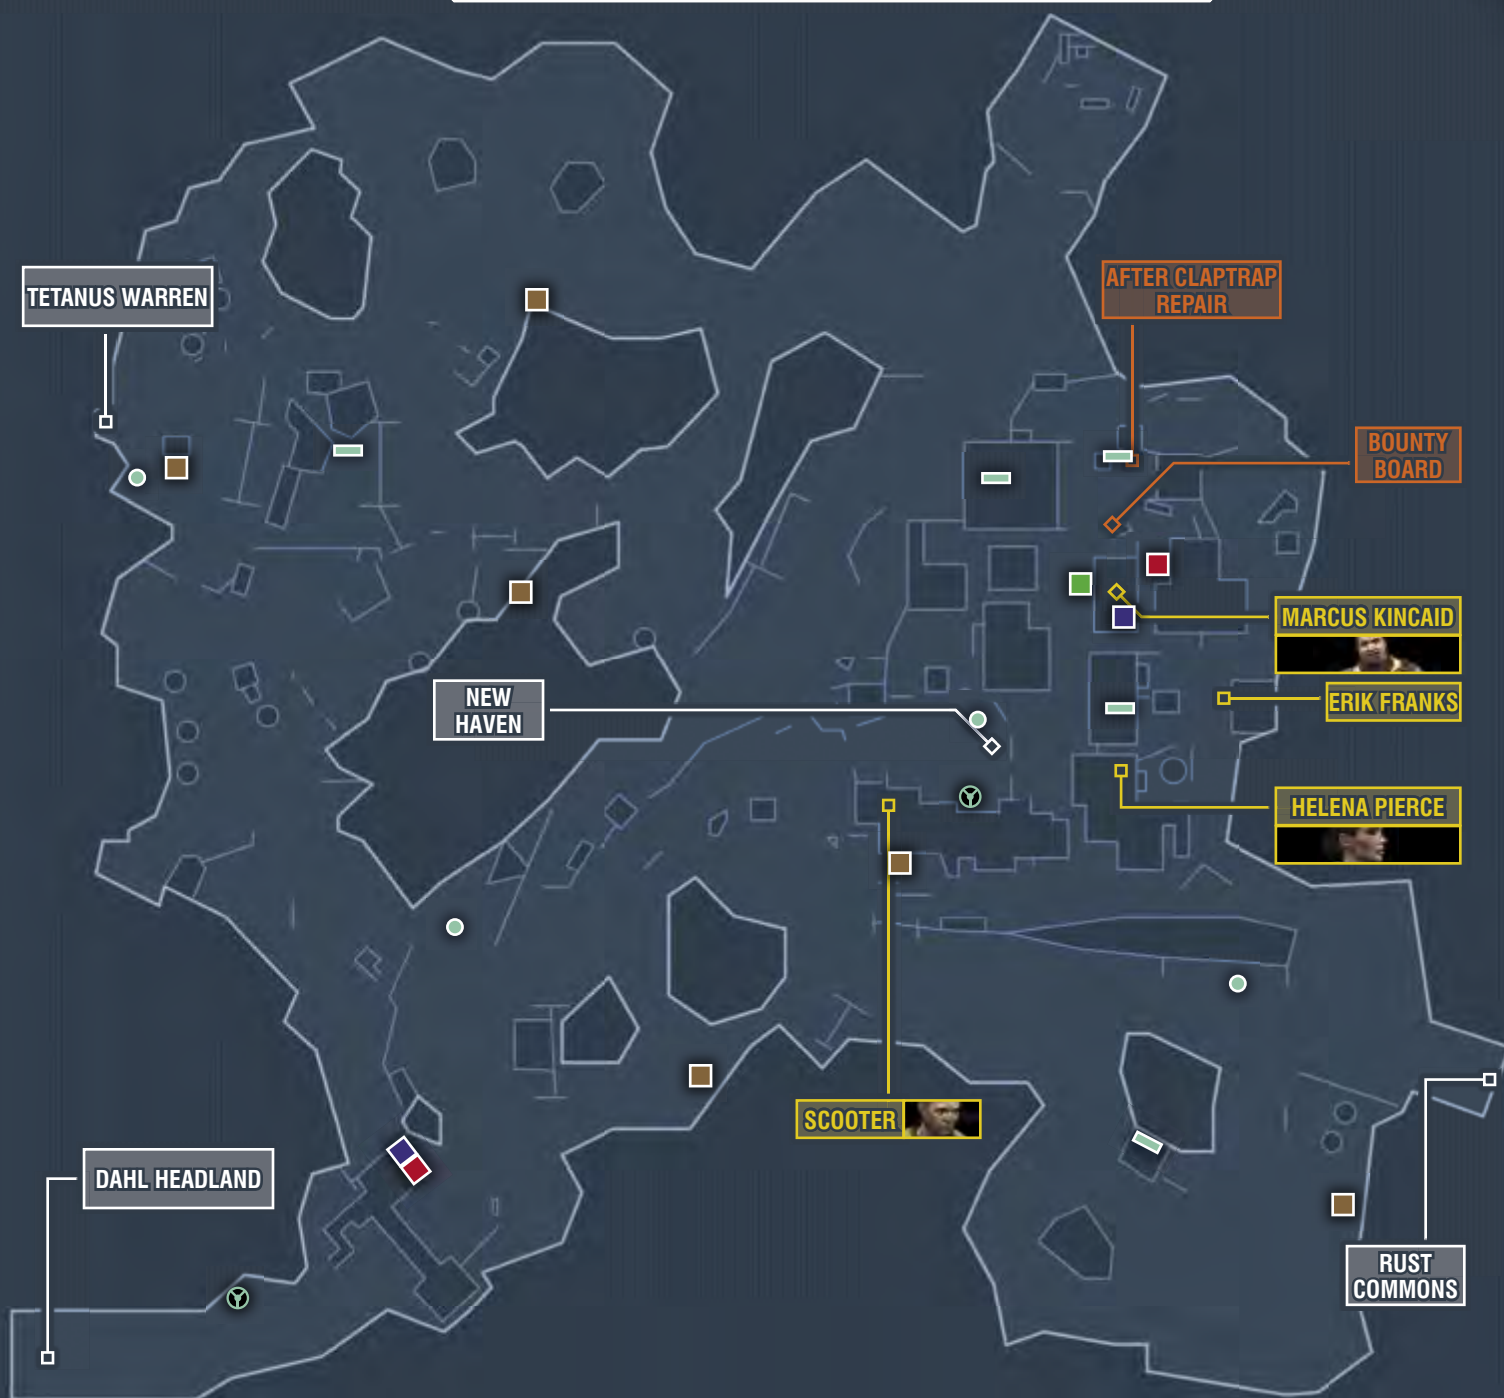 TETANUS WARREN
AFTER CLAPTRAP
REPAIR
BOUNTY
BOARD
MARCUS KINCAID
NEW
HAVEN
ERIK FRANKS
HELENA PIERCE
SCOOTER
DAHL HEADLAND
RUST
COMMONS